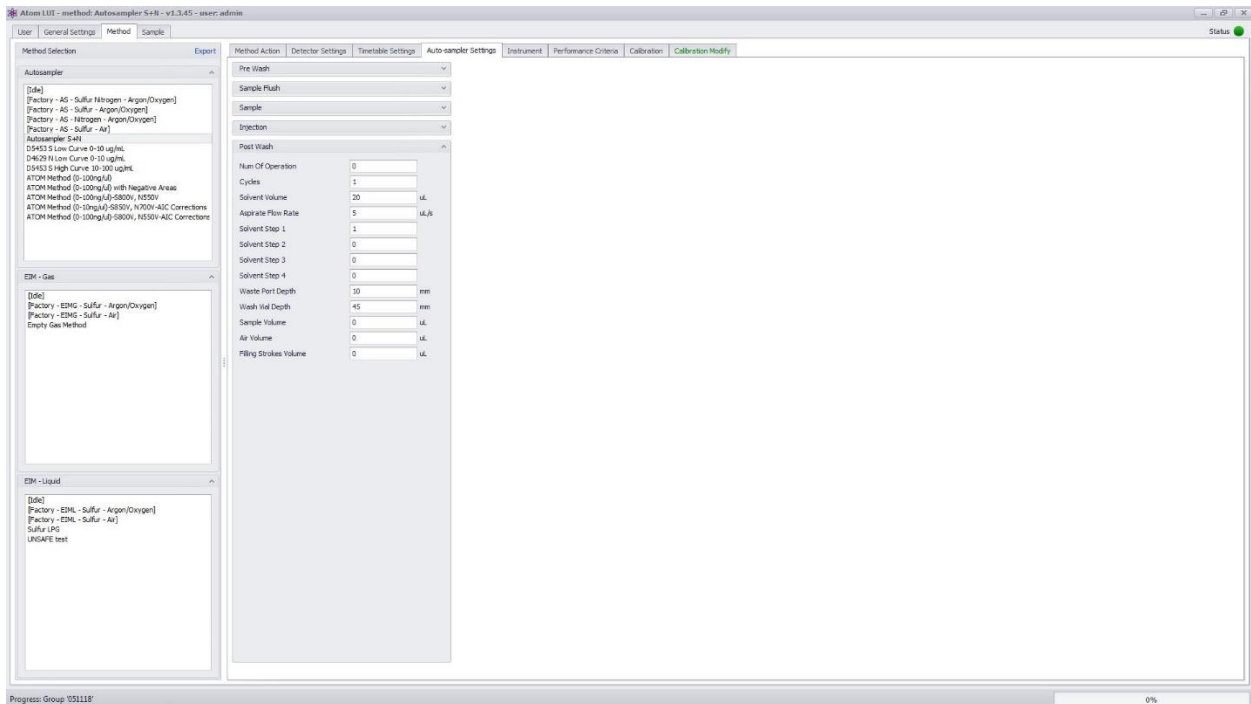 Atom LUI - method: Autosampler S+N - v1.3.45 - user: admin
User General Settings Method Sample Status
Method Selection Export
Autosampler
[Idle]
[Factory - AS - Sulfur Nitrogen - Argon/Oxygen]
[Factory - AS - Sulfur - Argon/Oxygen]
[Factory - AS - Nitrogen - Argon/Oxygen]
[Factory - AS - Sulfur - Air]
Autosampler S+N
D5453 S Low Curve 0-10 ug/mL
D4629 N Low Curve 0-10 ug/mL
D5453 S High Curve 10-100 ug/mL
ATOM Method (0-100ng/ul)
ATOM Method (0-100ng/ul) with Negative Areas
ATOM Method (0-100ng/ul)-S800V, N550V
ATOM Method (0-10ng/ul)-S850V, N700V-AIC Corrections
ATOM Method (0-100ng/ul)-S800V, N550V-AIC Corrections
EIM - Gas
[Idle]
[Factory - EIMG - Sulfur - Argon/Oxygen]
[Factory - EIMG - Sulfur - Air]
Empty Gas Method
EIM - Liquid
[Idle]
[Factory - EIML - Sulfur - Argon/Oxygen]
[Factory - EIML - Sulfur - Air]
Sulfur LPG
UNSAFE test
Method Action Detector Settings Timetable Settings Auto-sampler Settings Instrument Performance Criteria Calibration Calibration Modify
Pre Wash
Sample Flush
Sample
Injection
Post Wash
Num Of Operation 0
Cycles 1
Solvent Volume 20 uL
Aspirate Flow Rate 5 uL/s
Solvent Step 1 1
Solvent Step 2 0
Solvent Step 3 0
Solvent Step 4 0
Waste Port Depth 10 mm
Wash Vial Depth 45 mm
Sample Volume 0 uL
Air Volume 0 uL
Filling Strokes Volume 0 uL
Progress: Group '051118' 0%